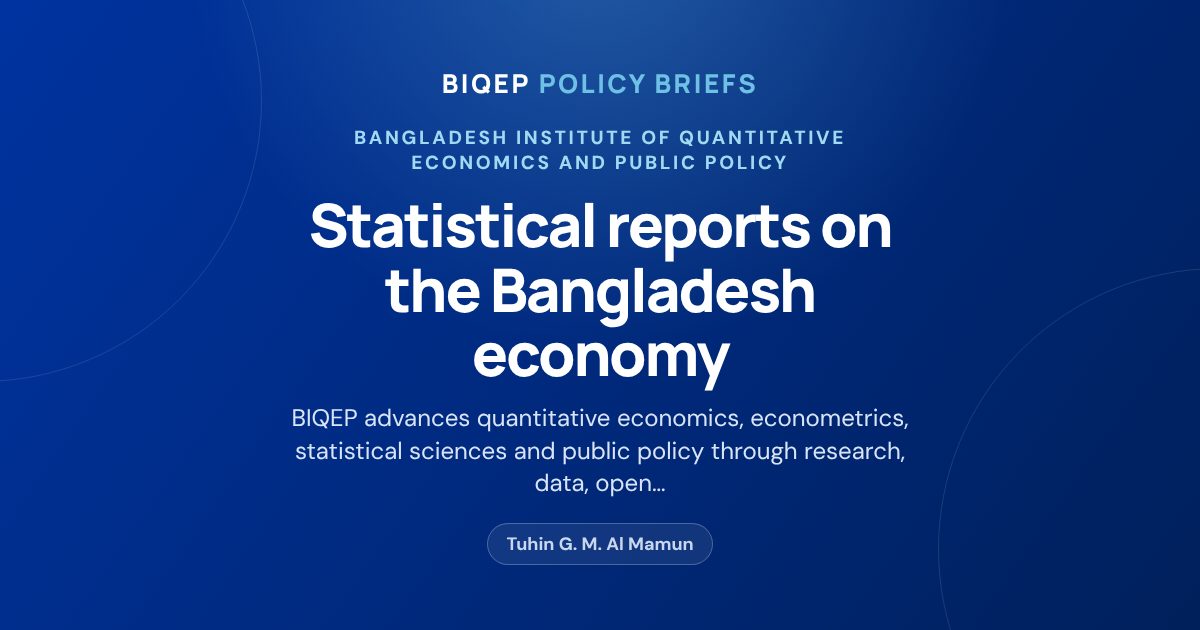 BIQEP POLICY BRIEFS
BANGLADESH INSTITUTE OF QUANTITATIVE
ECONOMICS AND PUBLIC POLICY
Statistical reports on
the Bangladesh
economy
BIQEP advances quantitative economics, econometrics,
statistical sciences and public policy through research,
data, open...
Tuhin G. M. Al Mamun